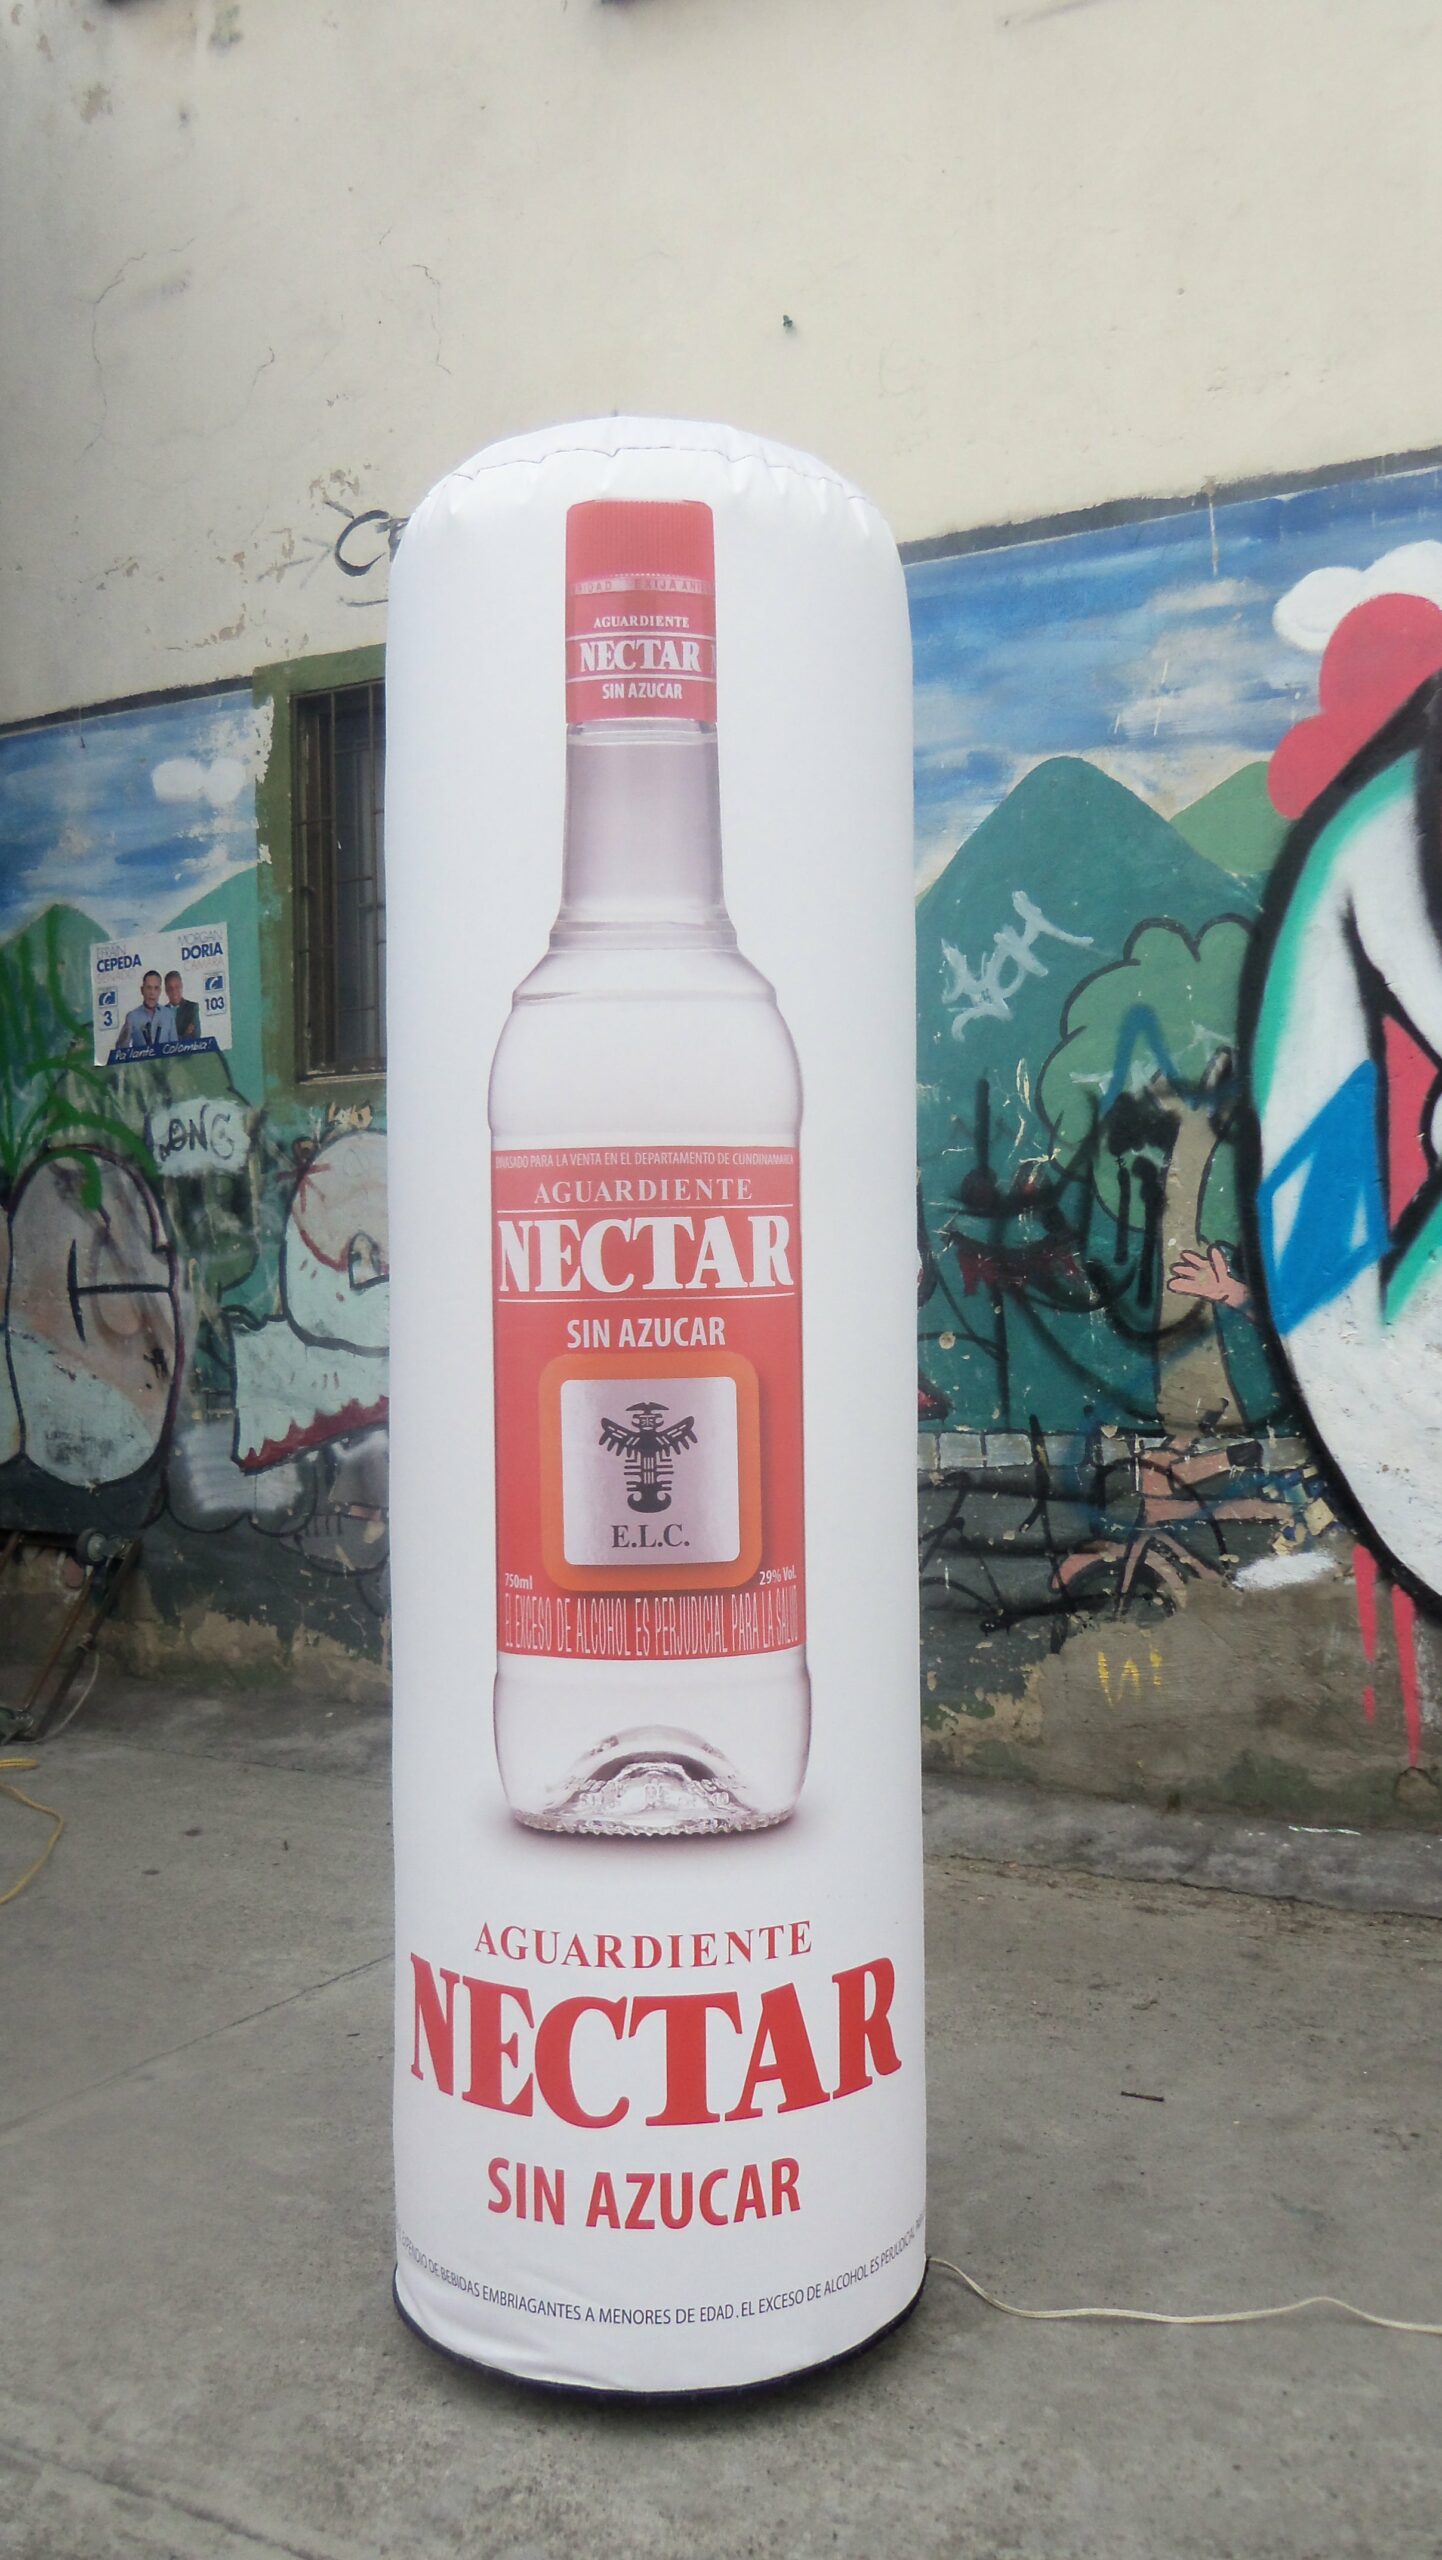 AGUARDIENTE
NECTAR
SIN AZUCAR
EFRAÍN
CEPEDA
MORGAN
DORIA
CÁMARA
3
103
Pa'lante Colombia!
ENVASADO PARA LA VENTA EN EL DEPARTAMENTO DE CUNDINAMARCA
AGUARDIENTE
NECTAR
SIN AZUCAR
E.L.C.
750ml
29% Vol.
EL EXCESO DE ALCOHOL ES PERJUDICIAL PARA LA SALUD
AGUARDIENTE
NECTAR
SIN AZUCAR
EXPENDIO DE BEBIDAS EMBRIAGANTES A MENORES DE EDAD. EL EXCESO DE ALCOHOL ES PERJUDICIAL